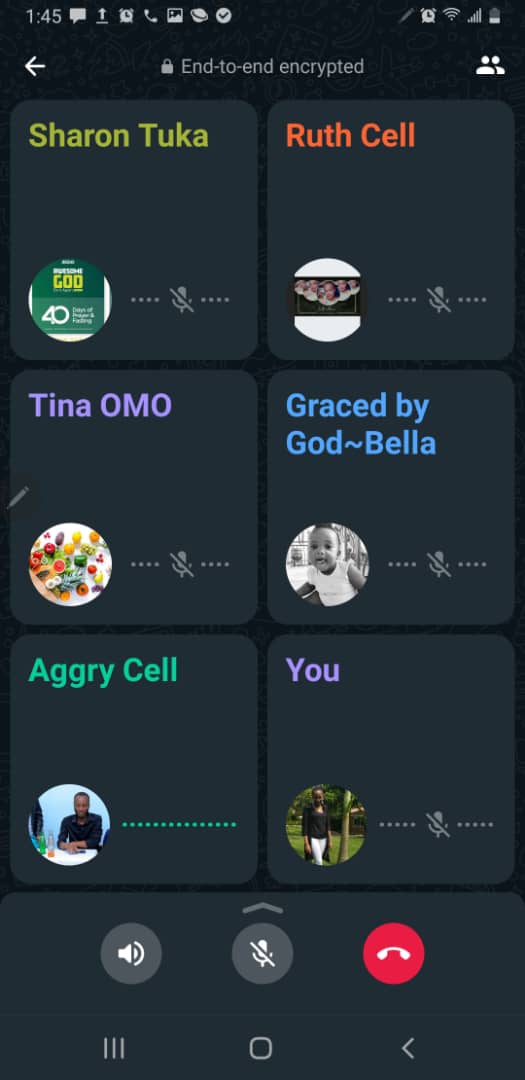 1:45
End-to-end encrypted
Sharon Tuka
Ruth Cell
AWESOME
GOD
40 Days of
Prayer &
Fasting
Tina OMO
Graced by
God~Bella
Aggry Cell
You